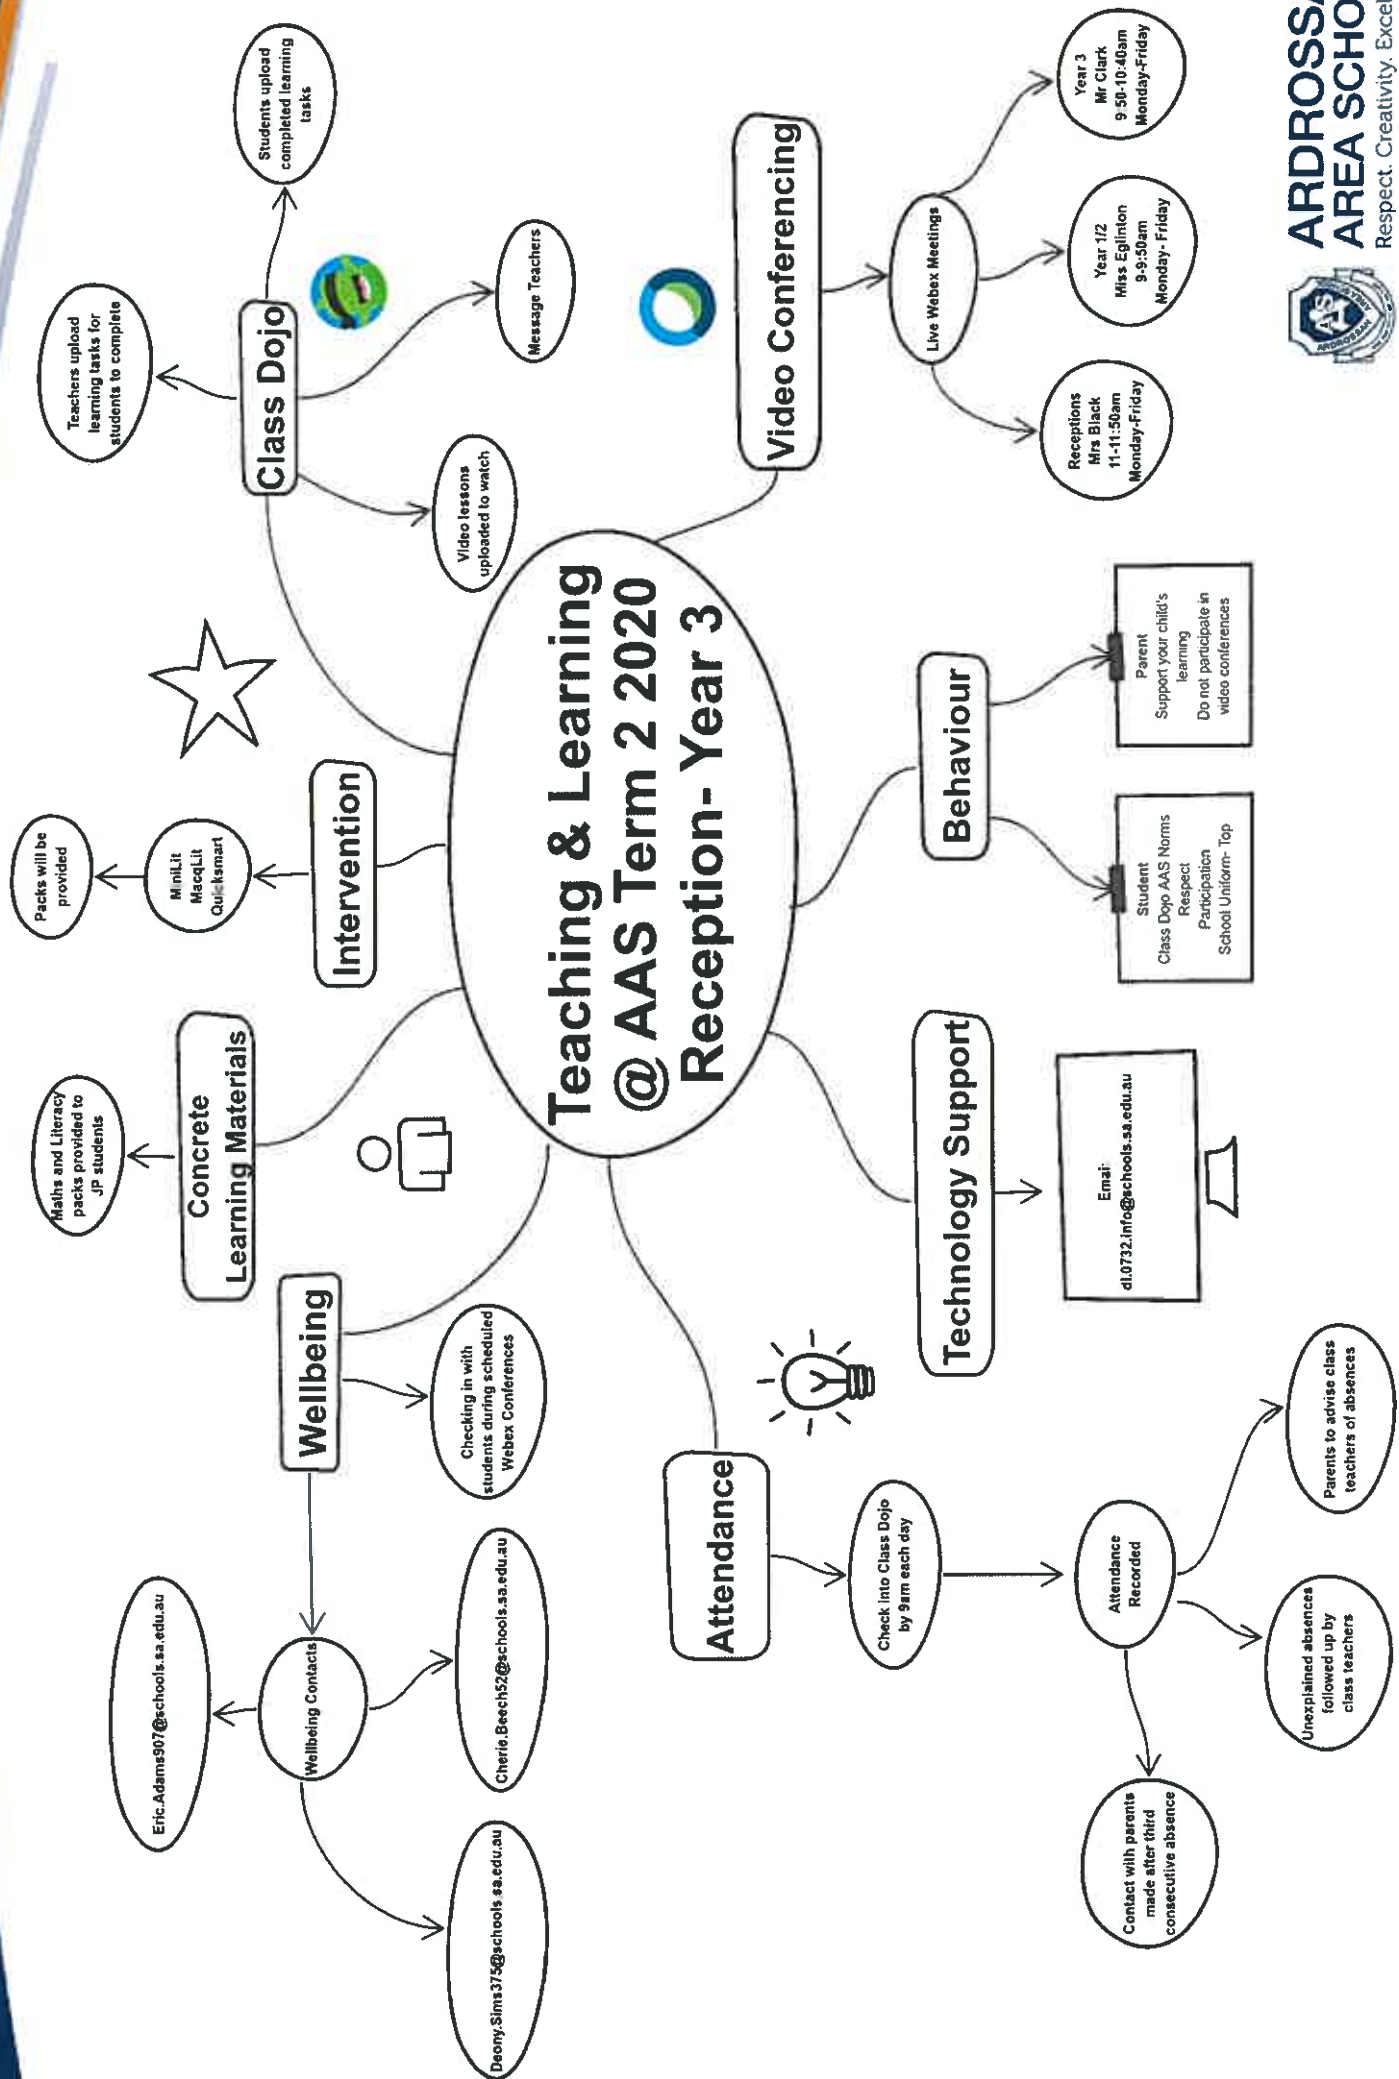 Teaching & Learning
@ AAS Term 2 2020
Reception- Year 3
Wellbeing
Wellbeing Contacts
Eric.Adams907@schools.sa.edu.au
Deony.Sims375@schools.sa.edu.au
Cherie.Beech52@schools.sa.edu.au
Checking in with
students during scheduled
Webex Conferences
Concrete
Learning Materials
Maths and Literacy
packs provided to
JP students
Intervention
MiniLit
MacqLit
Quicksmart
Packs will be
provided
Class Dojo
Teachers upload
learning tasks for
students to complete
Students upload
completed learning
tasks
Video lessons
uploaded to watch
Message Teachers
Video Conferencing
Live Webex Meetings
Receptions
Mrs Black
11-11:50am
Monday-Friday
Year 1/2
Miss Eglinton
9-9:50am
Monday- Friday
Year 3
Mr Clark
9:50-10:40am
Monday-Friday
Behaviour
Student
Class Dojo AAS Norms
Respect
Participation
School Uniform- Top
Parent
Support your child's
learning
Do not participate in
video conferences
Technology Support
Emai
dl.0732.info@schools.sa.edu.au
Attendance
Check into Class Dojo
by 9am each day
Attendance
Recorded
Contact with parents
made after third
consecutive absence
Unexplained absences
followed up by
class teachers
Parents to advise class
teachers of absences
AAS
ARDROSSAN
ARDROSSA
AREA SCHO
Respect. Creativity. Excel